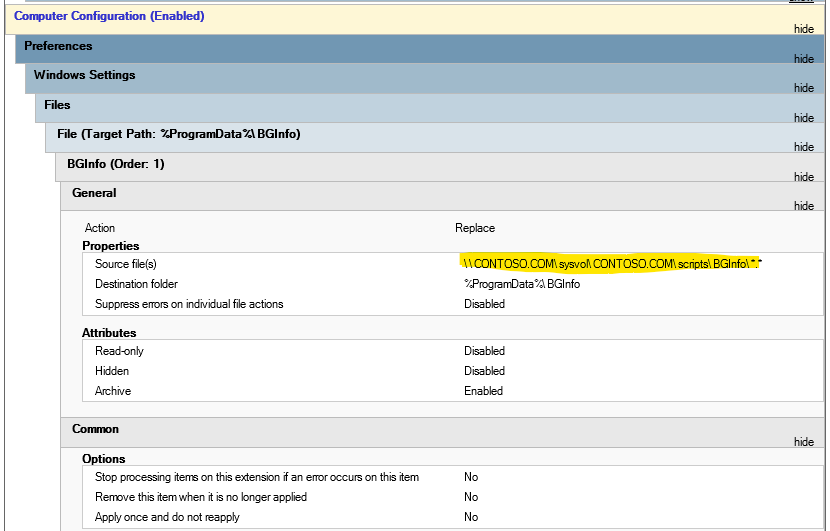 Computer Configuration (Enabled)
hide
Preferences
hide
Windows Settings
hide
Files
hide
File (Target Path: %ProgramData%\BGInfo)
hide
BGInfo (Order: 1)
hide
General
hide
Action Replace
Properties
Source file(s) \\CONTOSO.COM\sysvol\CONTOSO.COM\scripts\BGInfo\*.*
Destination folder %ProgramData%\BGInfo
Suppress errors on individual file actions Disabled
Attributes
Read-only Disabled
Hidden Disabled
Archive Enabled
Common
hide
Options
Stop processing items on this extension if an error occurs on this item No
Remove this item when it is no longer applied No
Apply once and do not reapply No